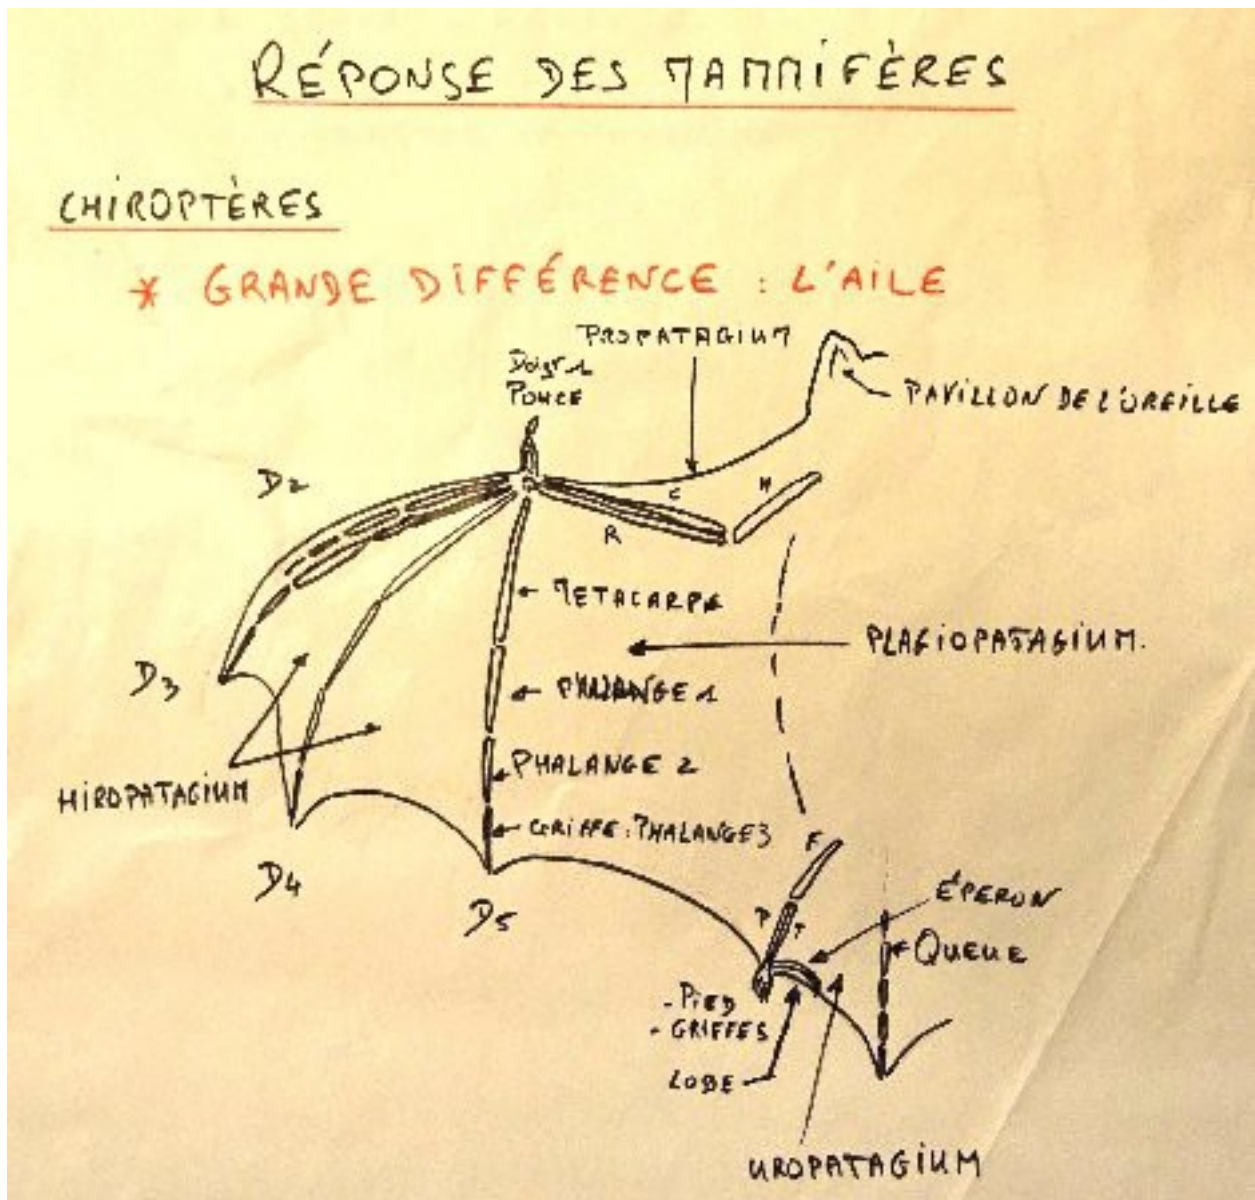 RÉPONSE DES MAMMIFÈRES
CHIROPTÈRES
* GRANDE DIFFÉRENCE : L'AILE
PROPATAGIUM
Doigt 1
POUCE
PAVILLON DE L'OREILLE
D2
C
H
R
METACARPE
PLAGIOPATAGIUM.
D3
PHALANGE 1
HIROPATAGIUM
PHALANGE 2
GRIFFE : PHALANGE 3
F
D4
D5
ÉPERON
P
T
QUEUE
- PIED
- GRIFFES
LOBE
UROPATAGIUM